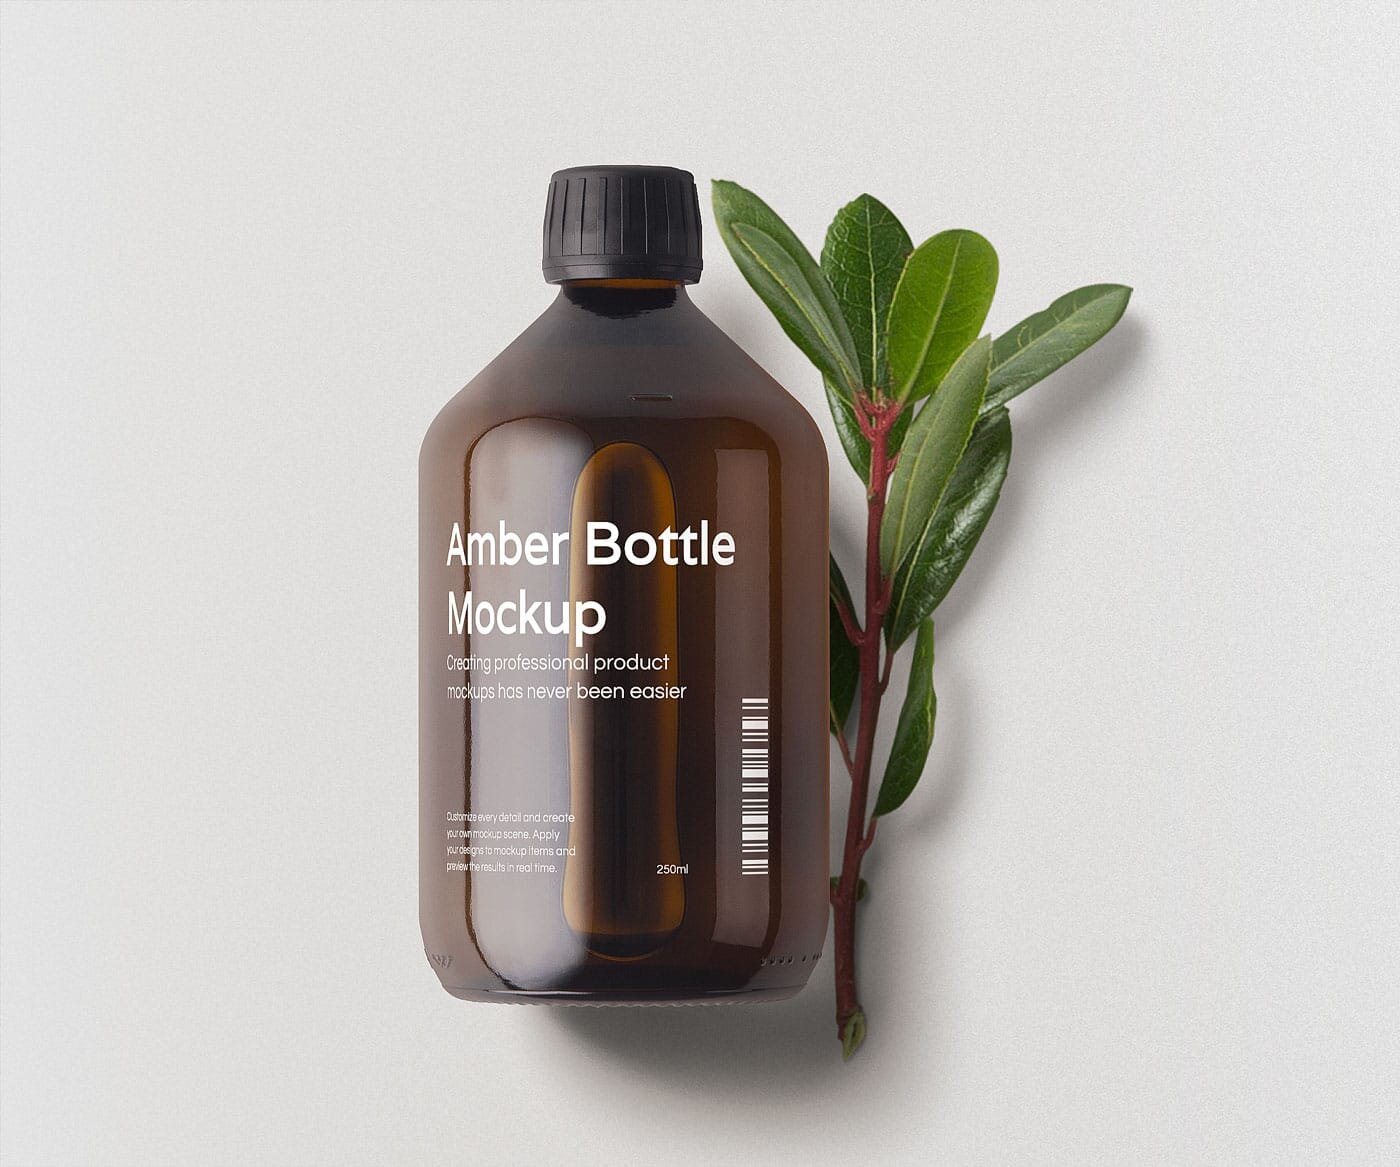 Amber Bottle
Mockup
Creating professional product
mockups has never been easier
Customize every detail and create
your own mockup scene. Apply
your designs to mockup items and
preview the results in real time.
250ml